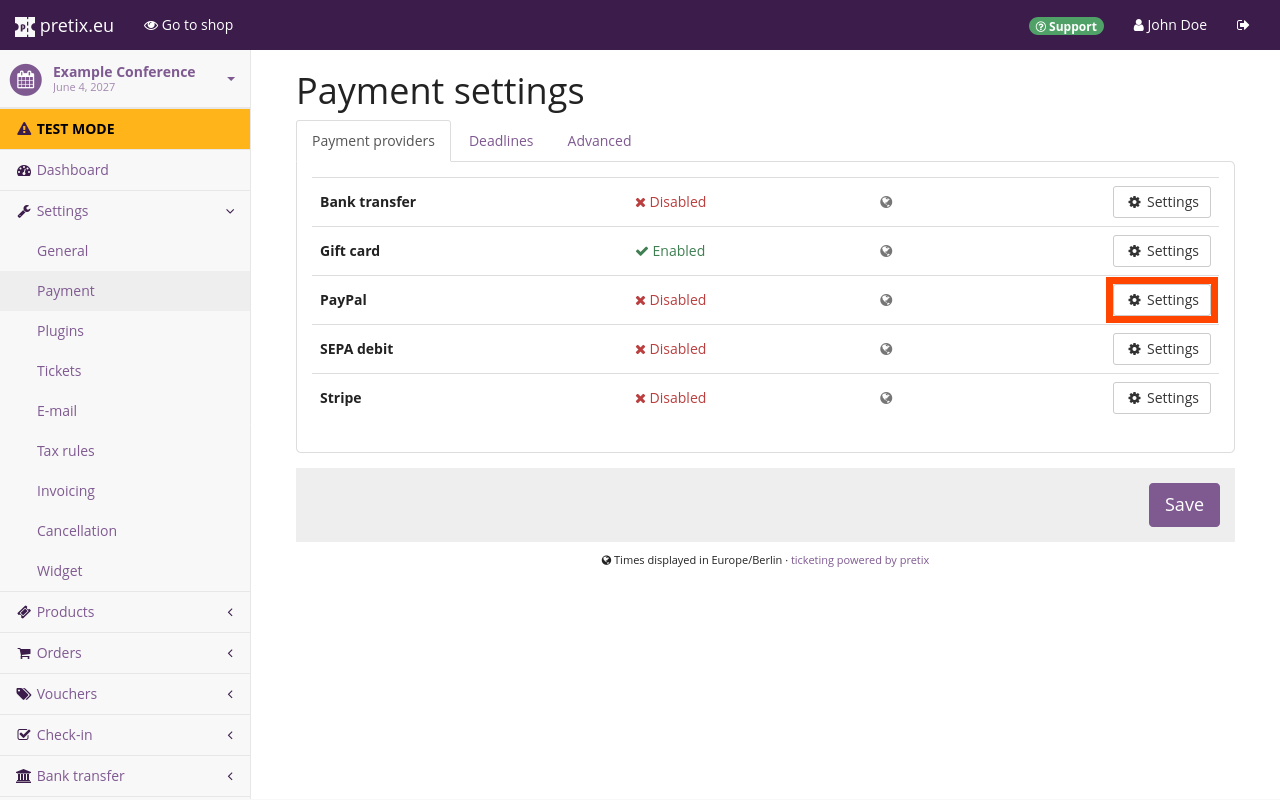 pretix.eu
Go to shop
Support
John Doe
Example Conference
June 4, 2027
TEST MODE
Dashboard
Settings
General
Payment
Plugins
Tickets
E-mail
Tax rules
Invoicing
Cancellation
Widget
Products
Orders
Vouchers
Check-in
Bank transfer
Payment settings
Payment providers Deadlines Advanced
Bank transfer Disabled Settings
Gift card Enabled Settings
PayPal Disabled Settings
SEPA debit Disabled Settings
Stripe Disabled Settings
Save
Times displayed in Europe/Berlin · ticketing powered by pretix